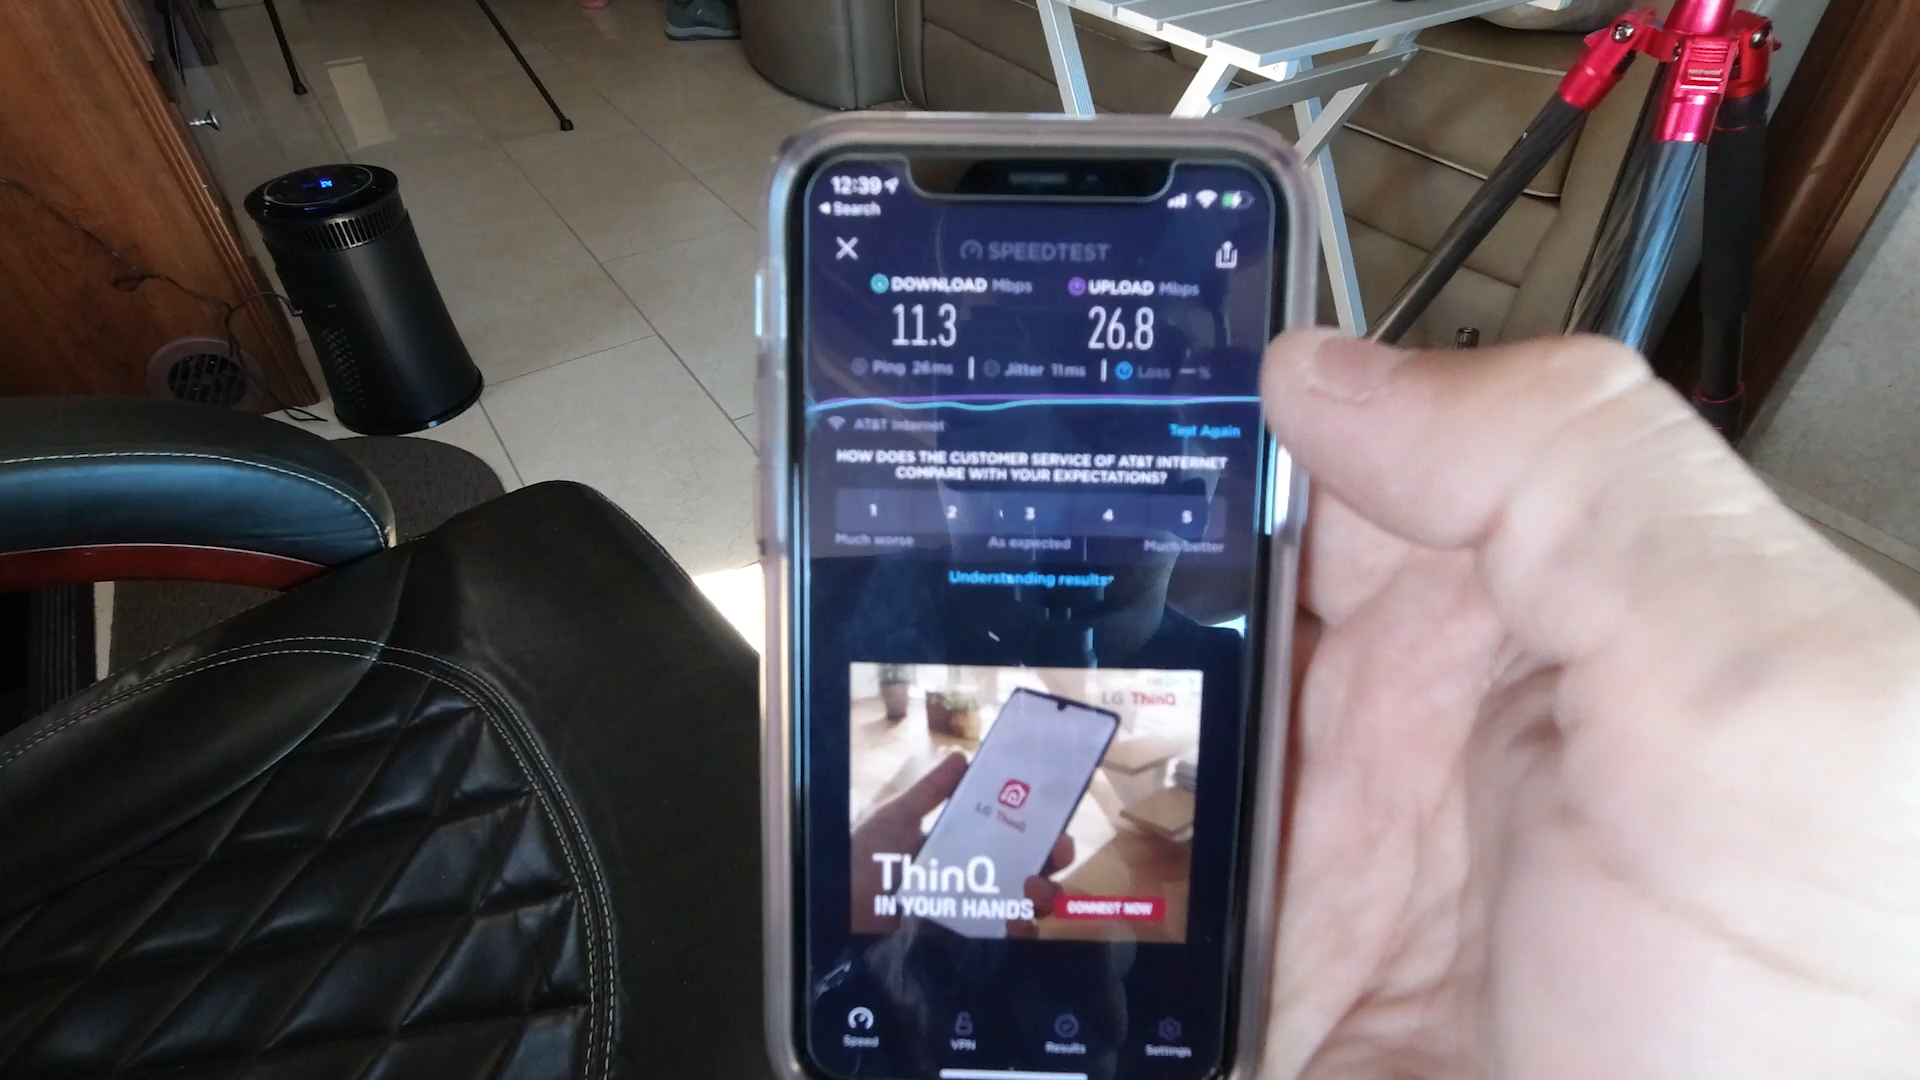 12:39
Search
SPEEDTEST
DOWNLOAD Mbps
UPLOAD Mbps
11.3
26.8
Ping 26ms
Jitter 11ms
Loss — %
AT&T Internet
Test Again
HOW DOES THE CUSTOMER SERVICE OF AT&T INTERNET
COMPARE WITH YOUR EXPECTATIONS?
1 2 3 4 5
Much worse As expected Much better
Understanding results
LG ThinQ
LG ThinQ
ThinQ
IN YOUR HANDS
CONNECT NOW
Speed VPN Results Settings